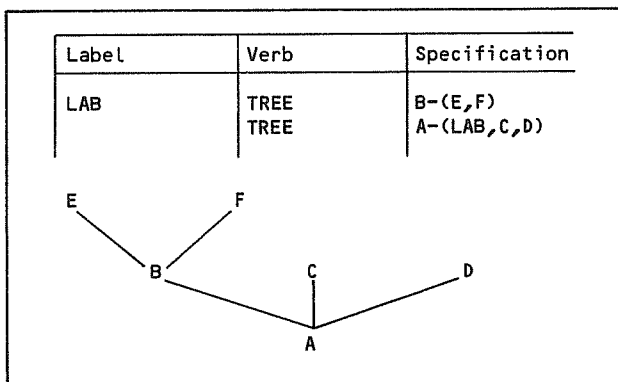 Label Verb Specification
LAB TREE B-(E,F)
TREE A-(LAB,C,D)
E F
B C D
A